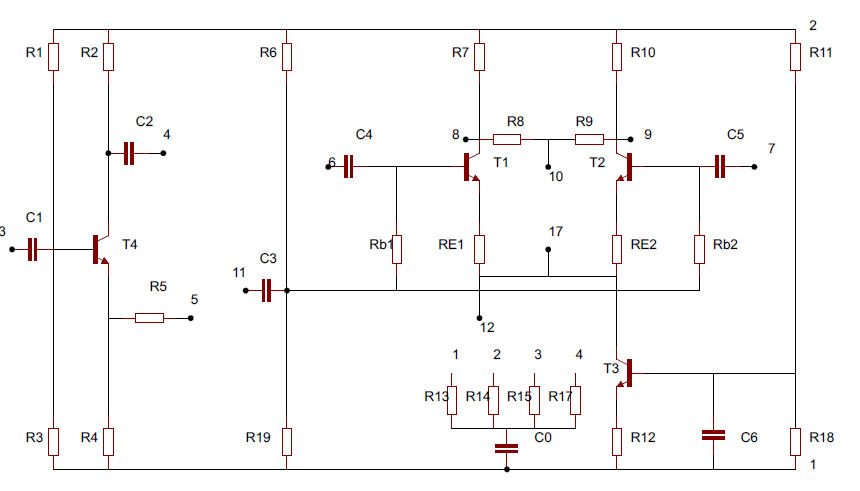 2
R1 R2 R6 R7 R10 R11
C2 4 C4 8 R8 R9 9 C5 7
6 T1 10 T2
3 C1 T4 17
Rb1 RE1 RE2 Rb2
11 C3
R5 5
12
1 2 3 4
T3
R13 R14 R15 R17
R3 R4 R19 C0 R12 C6 R18
1